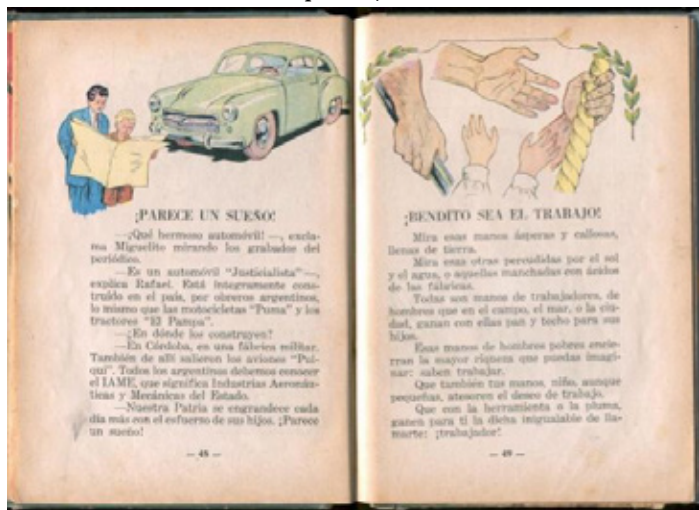 ¡PARECE UN SUEÑO!
—¡Qué hermoso automóvil! —, excla-
ma Miguelito mirando los grabados del
periódico.
—Es un automóvil "Justicialista"—,
explica Rafael. Está íntegramente cons-
truído en el país, por obreros argentinos,
lo mismo que las motocicletas "Puma" y los
tractores "El Pampa".
—¿En dónde los construyen?
—En Córdoba, en una fábrica militar.
También de allí salieron los aviones "Pul-
qui". Todos los argentinos debemos conocer
el IAME, que significa Industrias Aeronáu-
ticas y Mecánicas del Estado.
—Nuestra Patria se engrandece cada
día más con el esfuerzo de sus hijos. ¡Parece
un sueño!
— 48 —
¡BENDITO SEA EL TRABAJO!
Mira esas manos ásperas y callosas,
llenas de tierra.
Mira esas otras percudidas por el sol
y el agua, o aquellas manchadas con ácidos
de las fábricas.
Todas son manos de trabajadores, de
hombres que en el campo, el mar, o la ciu-
dad, ganan con ellas pan y techo para sus
hijos.
Esas manos de hombres pobres encie-
rran la mayor riqueza que puedas imagi-
nar: saben trabajar.
Que también tus manos, niño, aunque
pequeñas, atesoren el deseo de trabajo.
Que con la herramienta o la pluma,
ganen para ti la dicha inigualable de lla-
marte: ¡trabajador!
— 49 —